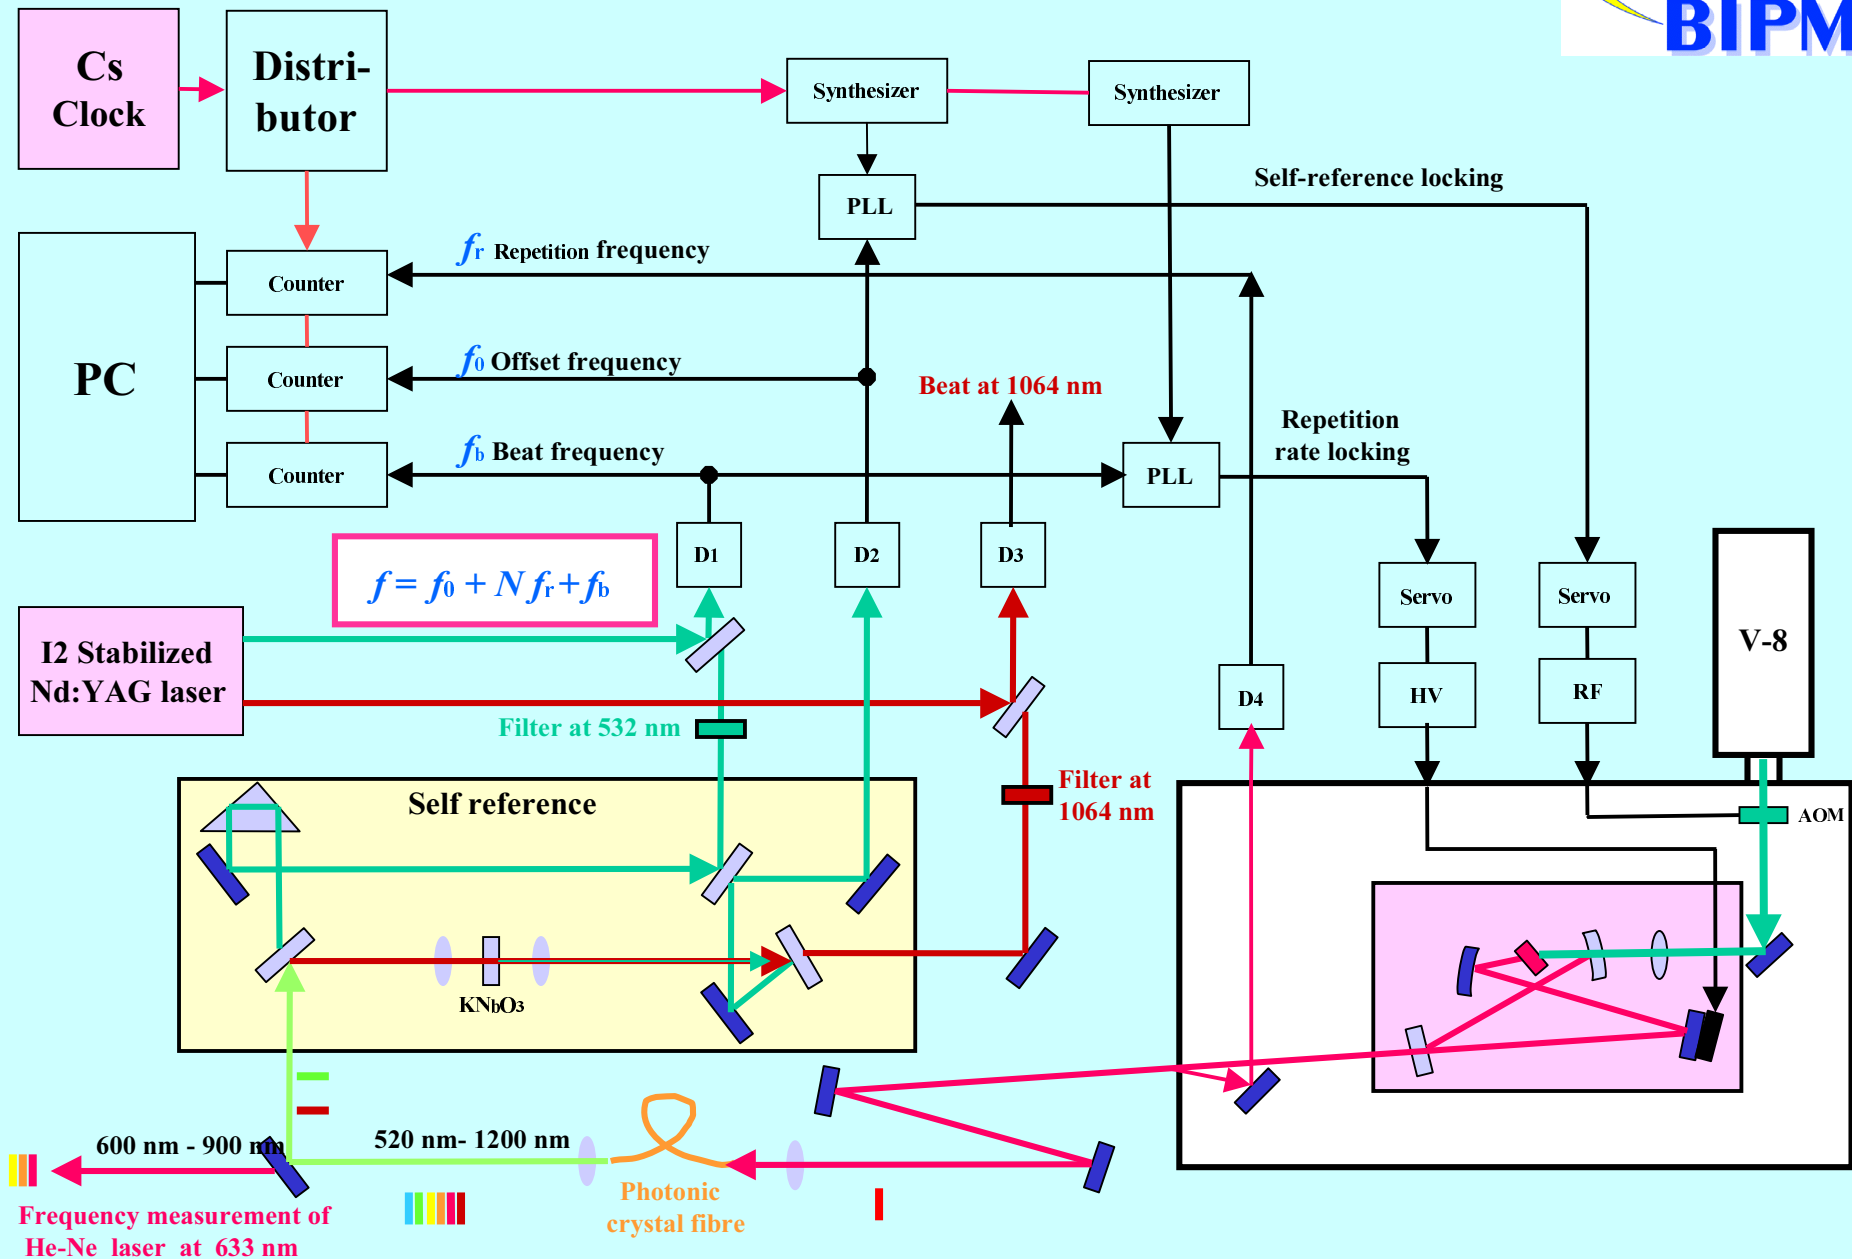 BIPM
Cs
Clock
Distri-
butor
Synthesizer
Synthesizer
PLL
Self-reference locking
fr Repetition frequency
Counter
PC
f0 Offset frequency
Counter
Beat at 1064 nm
Repetition
rate locking
fb Beat frequency
Counter
PLL
D1
D2
D3
f = f0 + N fr + fb
Servo
Servo
V-8
I2 Stabilized
Nd:YAG laser
D4
HV
RF
Filter at 532 nm
Filter at
1064 nm
Self reference
AOM
KNbO3
600 nm - 900 nm
520 nm- 1200 nm
Photonic
crystal fibre
Frequency measurement of
He-Ne laser at 633 nm